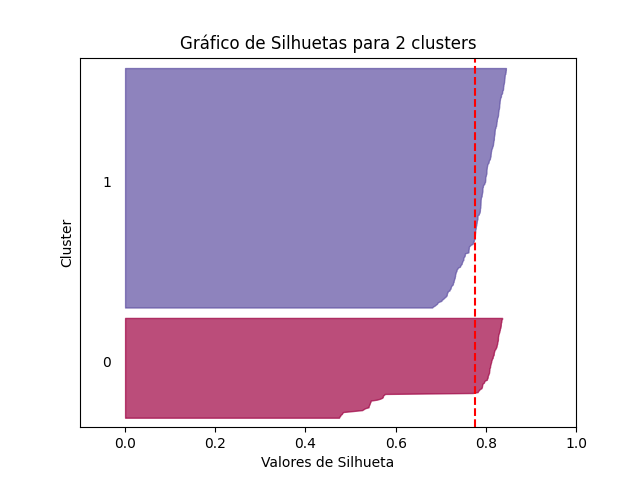 Gráfico de Silhuetas para 2 clusters
Cluster
1
0
0.0 0.2 0.4 0.6 0.8 1.0
Valores de Silhueta